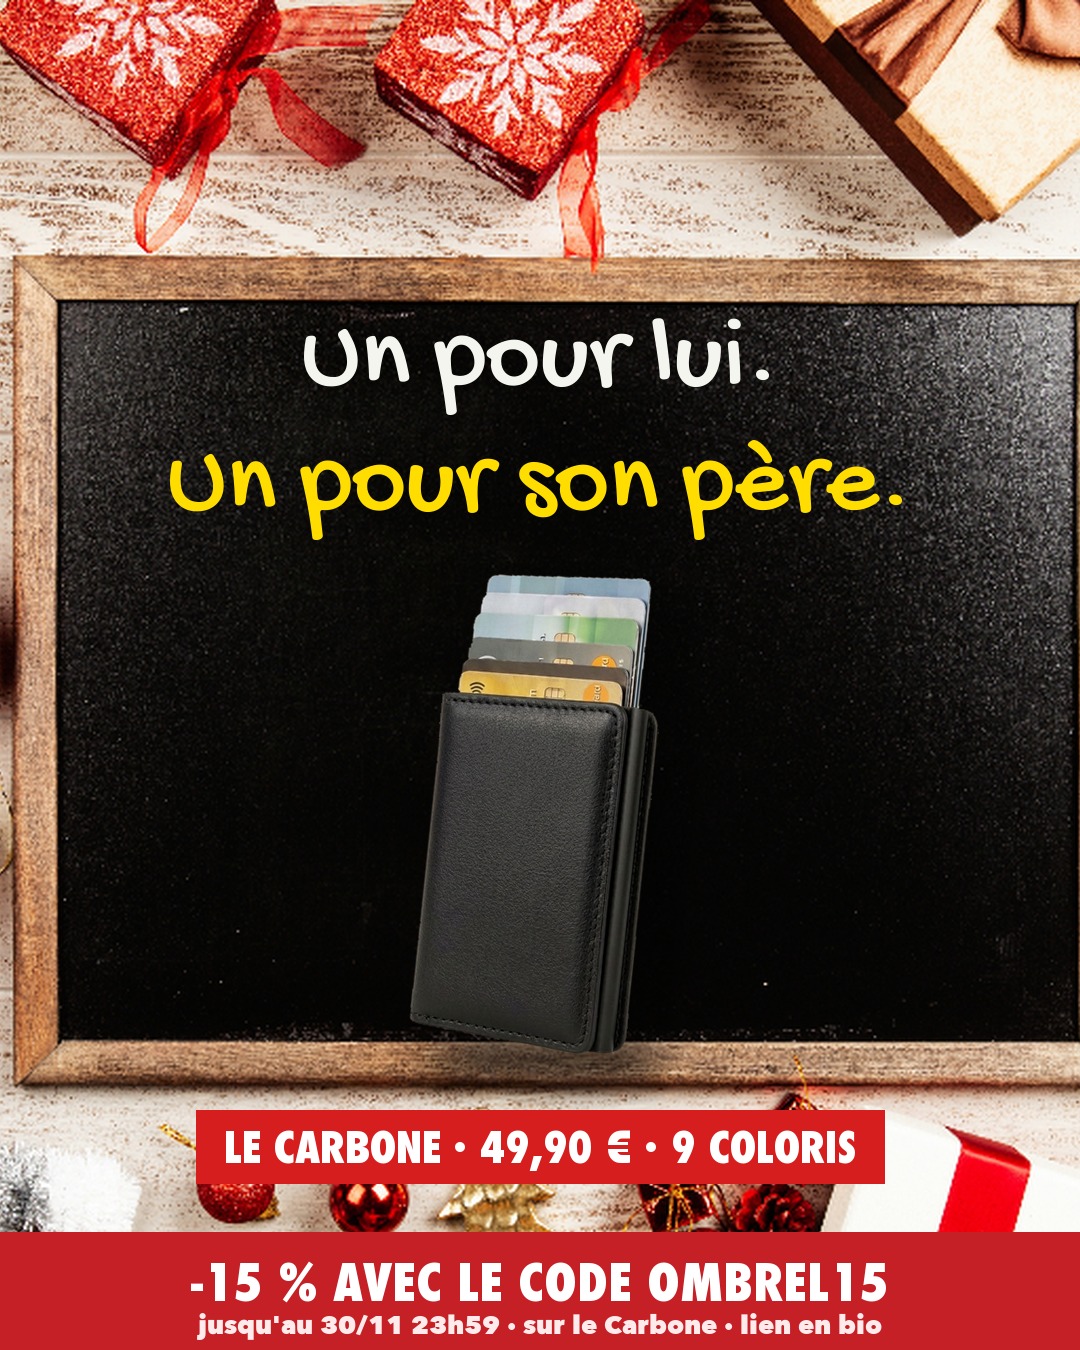 Un pour lui.
Un pour son père.
LE CARBONE • 49,90 € • 9 COLORIS
-15 % AVEC LE CODE OMBREL15
jusqu'au 30/11 23h59 • sur le Carbone • lien en bio